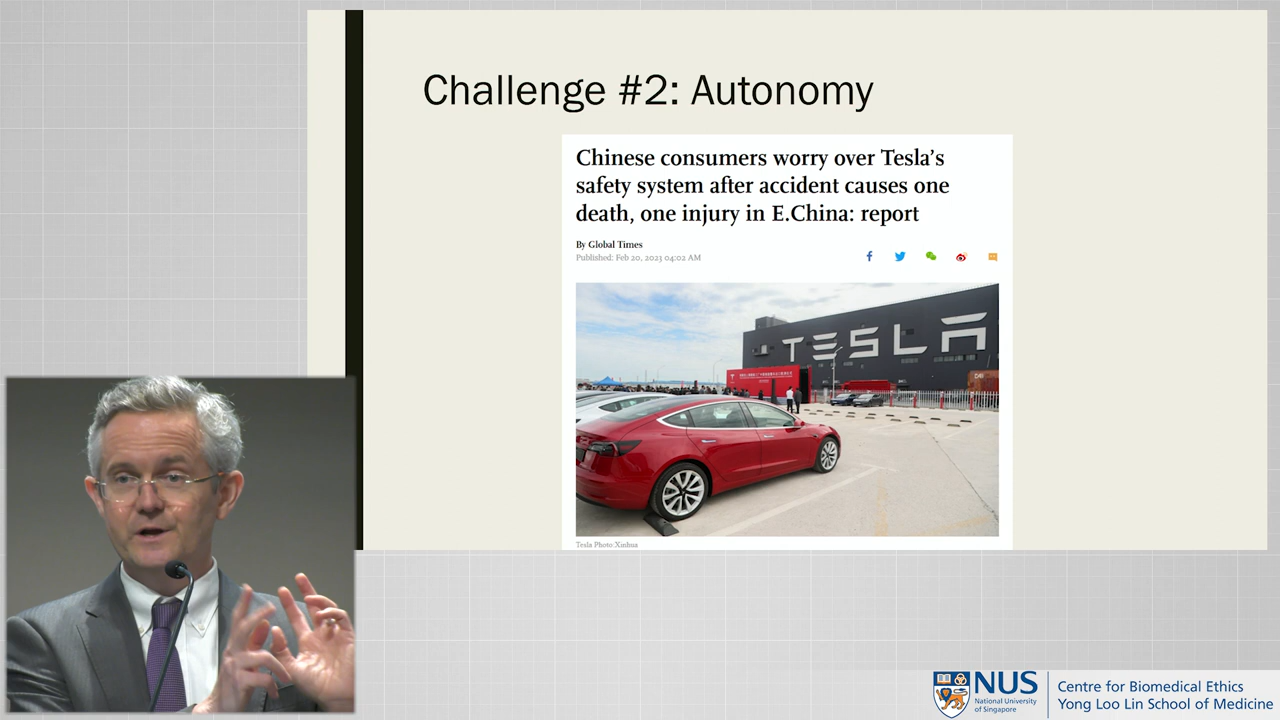 Challenge #2: Autonomy
Chinese consumers worry over Tesla's
safety system after accident causes one
death, one injury in E.China: report
By Global Times
Published: Feb 20, 2023 04:02 AM
TESLA
Tesla Photo:Xinhua
NUS
National University
of Singapore
Centre for Biomedical Ethics
Yong Loo Lin School of Medicine